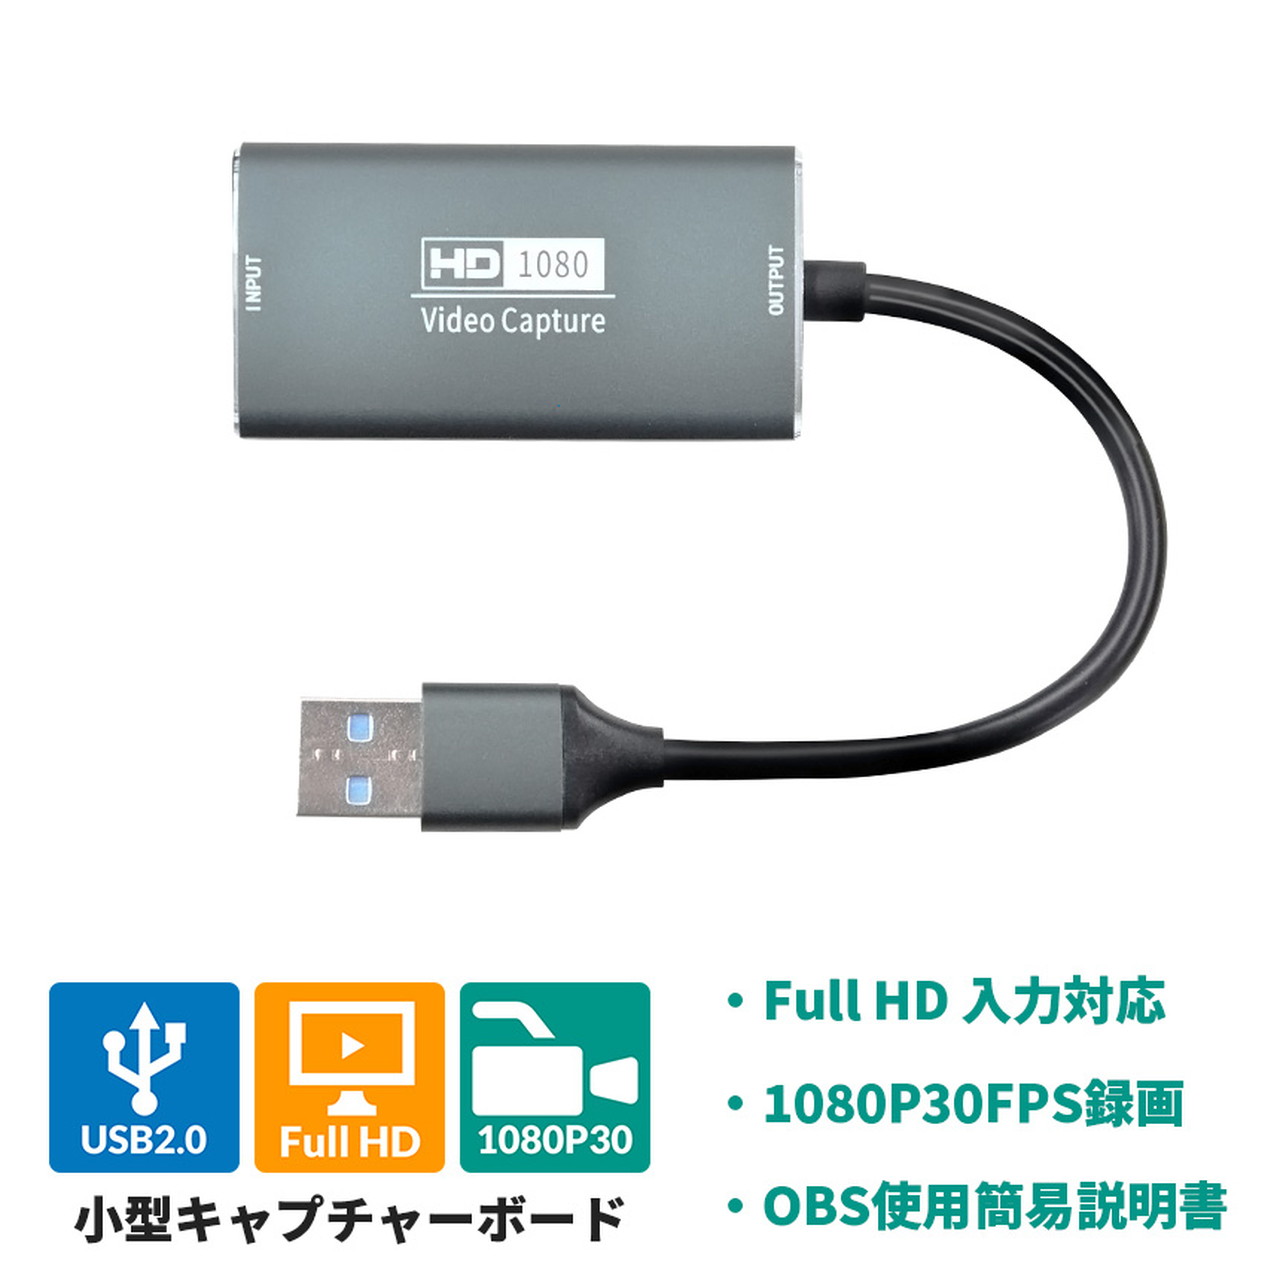 INPUT
HD 1080
Video Capture
OUTPUT
USB2.0
Full HD
1080P30
小型キャプチャーボード
・Full HD 入力対応
・1080P30FPS録画
・OBS使用簡易説明書